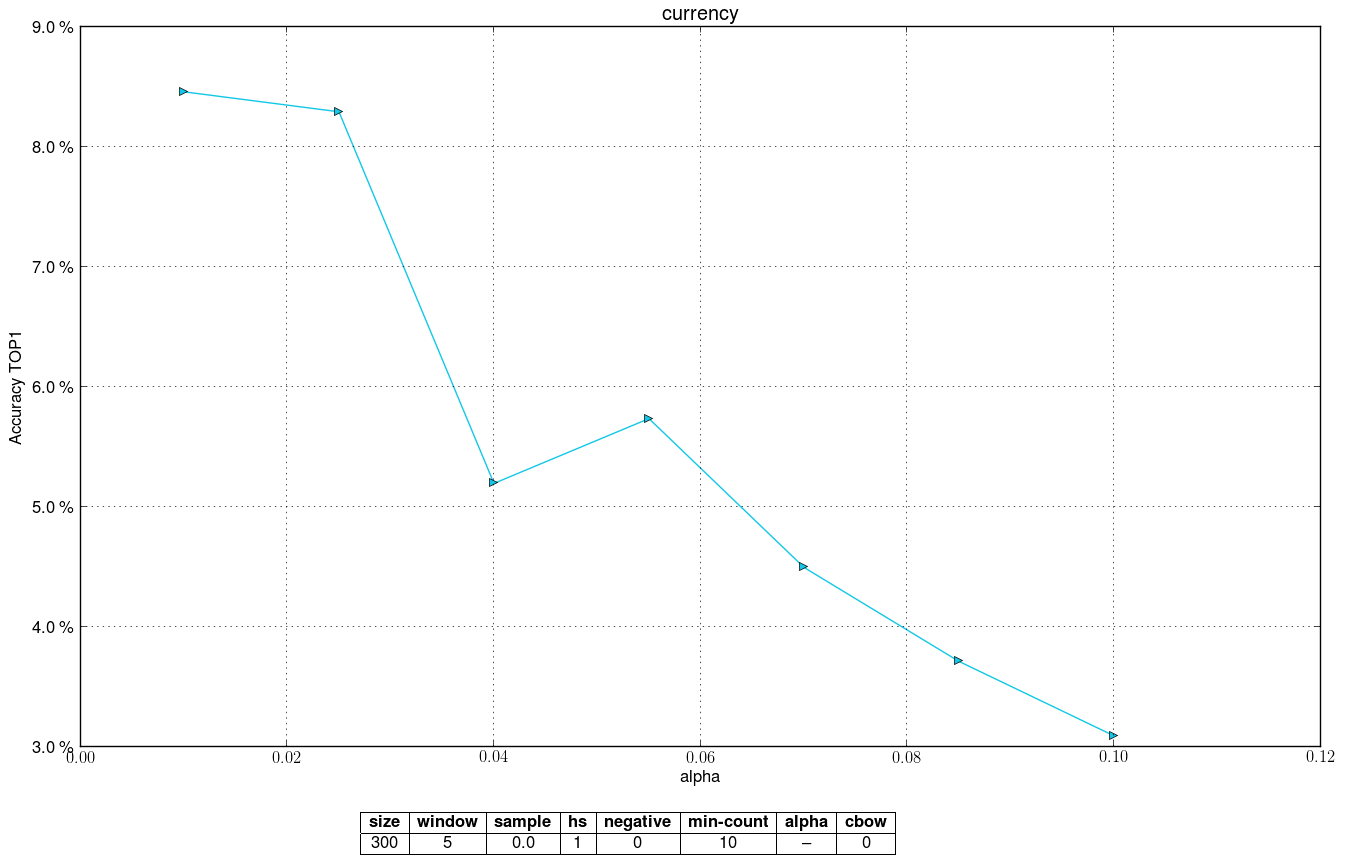 currency
9.0 %
8.0 %
7.0 %
6.0 %
5.0 %
4.0 %
3.0 %
Accuracy TOP1
0.00 0.02 0.04 0.06 0.08 0.10 0.12
alpha
size window sample hs negative min-count alpha cbow
300 5 0.0 1 0 10 – 0